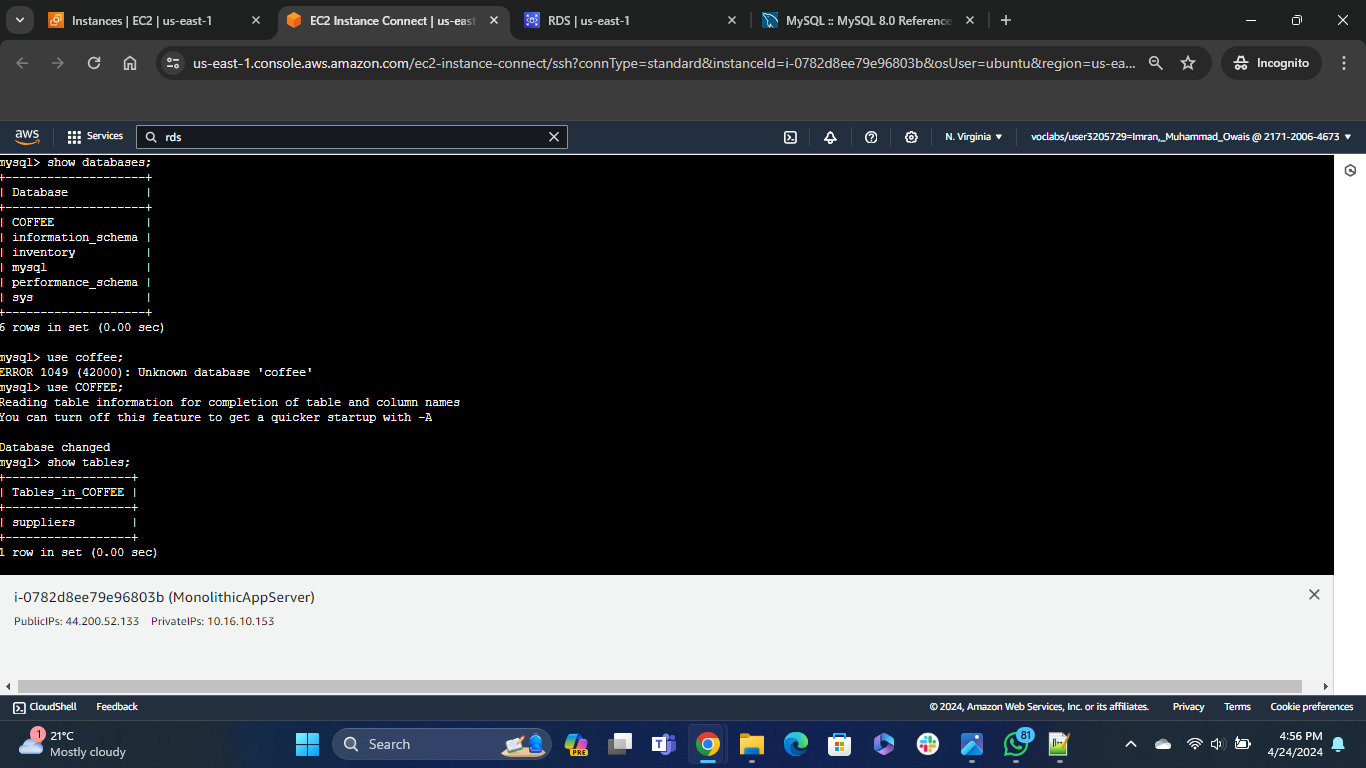 Instances | EC2 | us-east-1
EC2 Instance Connect | us-east
RDS | us-east-1
MySQL :: MySQL 8.0 Reference
us-east-1.console.aws.amazon.com/ec2-instance-connect/ssh?connType=standard&instanceId=i-0782d8ee79e96803b&osUser=ubuntu&region=us-ea...
Incognito
aws
Services
rds
N. Virginia
voclabs/user3205729=Imran,_Muhammad_Owais @ 2171-2006-4673
mysql> show databases;
+--------------------+
| Database           |
+--------------------+
| COFFEE             |
| information_schema |
| inventory          |
| mysql              |
| performance_schema |
| sys                |
+--------------------+
6 rows in set (0.00 sec)
mysql> use coffee;
ERROR 1049 (42000): Unknown database 'coffee'
mysql> use COFFEE;
Reading table information for completion of table and column names
You can turn off this feature to get a quicker startup with -A
Database changed
mysql> show tables;
+------------------+
| Tables_in_COFFEE |
+------------------+
| suppliers        |
+------------------+
1 row in set (0.00 sec)
i-0782d8ee79e96803b (MonolithicAppServer)
PublicIPs: 44.200.52.133 PrivateIPs: 10.16.10.153
CloudShell
Feedback
© 2024, Amazon Web Services, Inc. or its affiliates.
Privacy
Terms
Cookie preferences
1
21°C
Mostly cloudy
Search
PRE
81
4:56 PM
4/24/2024